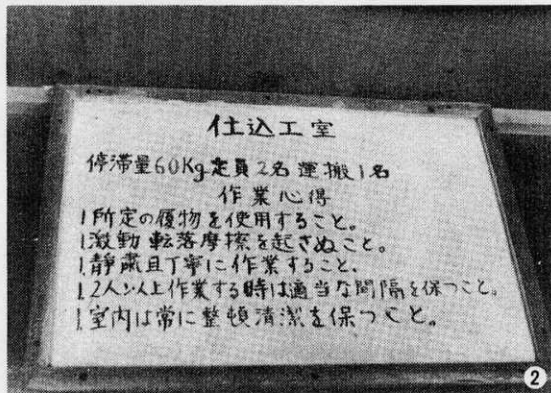 仕込工室
停滞量60Kg定員2名運搬1名
作業心得
1所定の履物を使用すること。
1激動転落摩擦を起さぬこと。
1.静粛且丁寧に作業すること.
1.2人以上作業する時は適当な間隔を保つこと。
1室内は常に整頓清潔を保つこと。
2